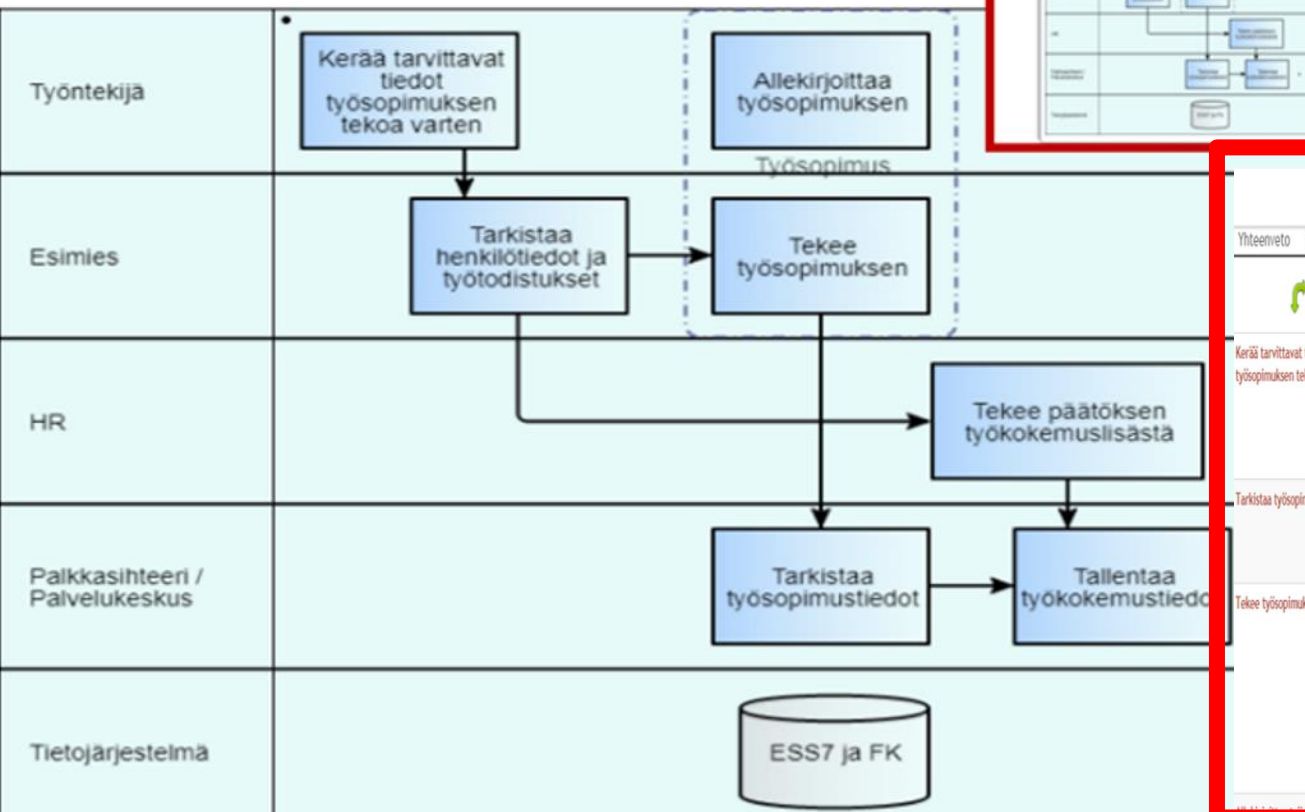 Työntekijä
Kerää tarvittavat
tiedot
työsopimuksen
tekoa varten
Allekirjoittaa
työsopimuksen
Työsopimus
Esimies
Tarkistaa
henkilötiedot ja
työtodistukset
Tekee
työsopimuksen
HR
Tekee päätöksen
työkokemuslisästä
Palkkasihteeri /
Palvelukeskus
Tarkistaa
työsopimustiedot
Tallentaa
työkokemustiedo
Tietojärjestelmä
ESS7 ja FK
Yhteenveto
Kerää tarvittavat
työsopimuksen te
Tarkistaa työsopi
Tekee työsopimuk